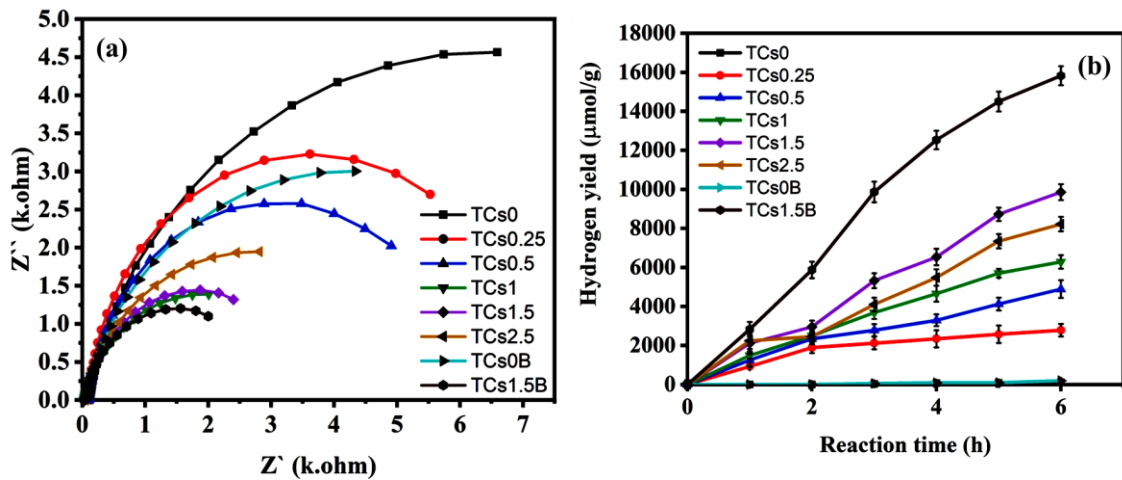 (a)
Z`` (k.ohm)
5.0
4.5
4.0
3.5
3.0
2.5
2.0
1.5
1.0
0.5
0.0
TCs0
TCs0.25
TCs0.5
TCs1
TCs1.5
TCs2.5
TCs0B
TCs1.5B
0 1 2 3 4 5 6 7
Z` (k.ohm)
(b)
Hydrogen yield (µmol/g)
18000
16000
14000
12000
10000
8000
6000
4000
2000
0
TCs0
TCs0.25
TCs0.5
TCs1
TCs1.5
TCs2.5
TCs0B
TCs1.5B
0 2 4 6
Reaction time (h)